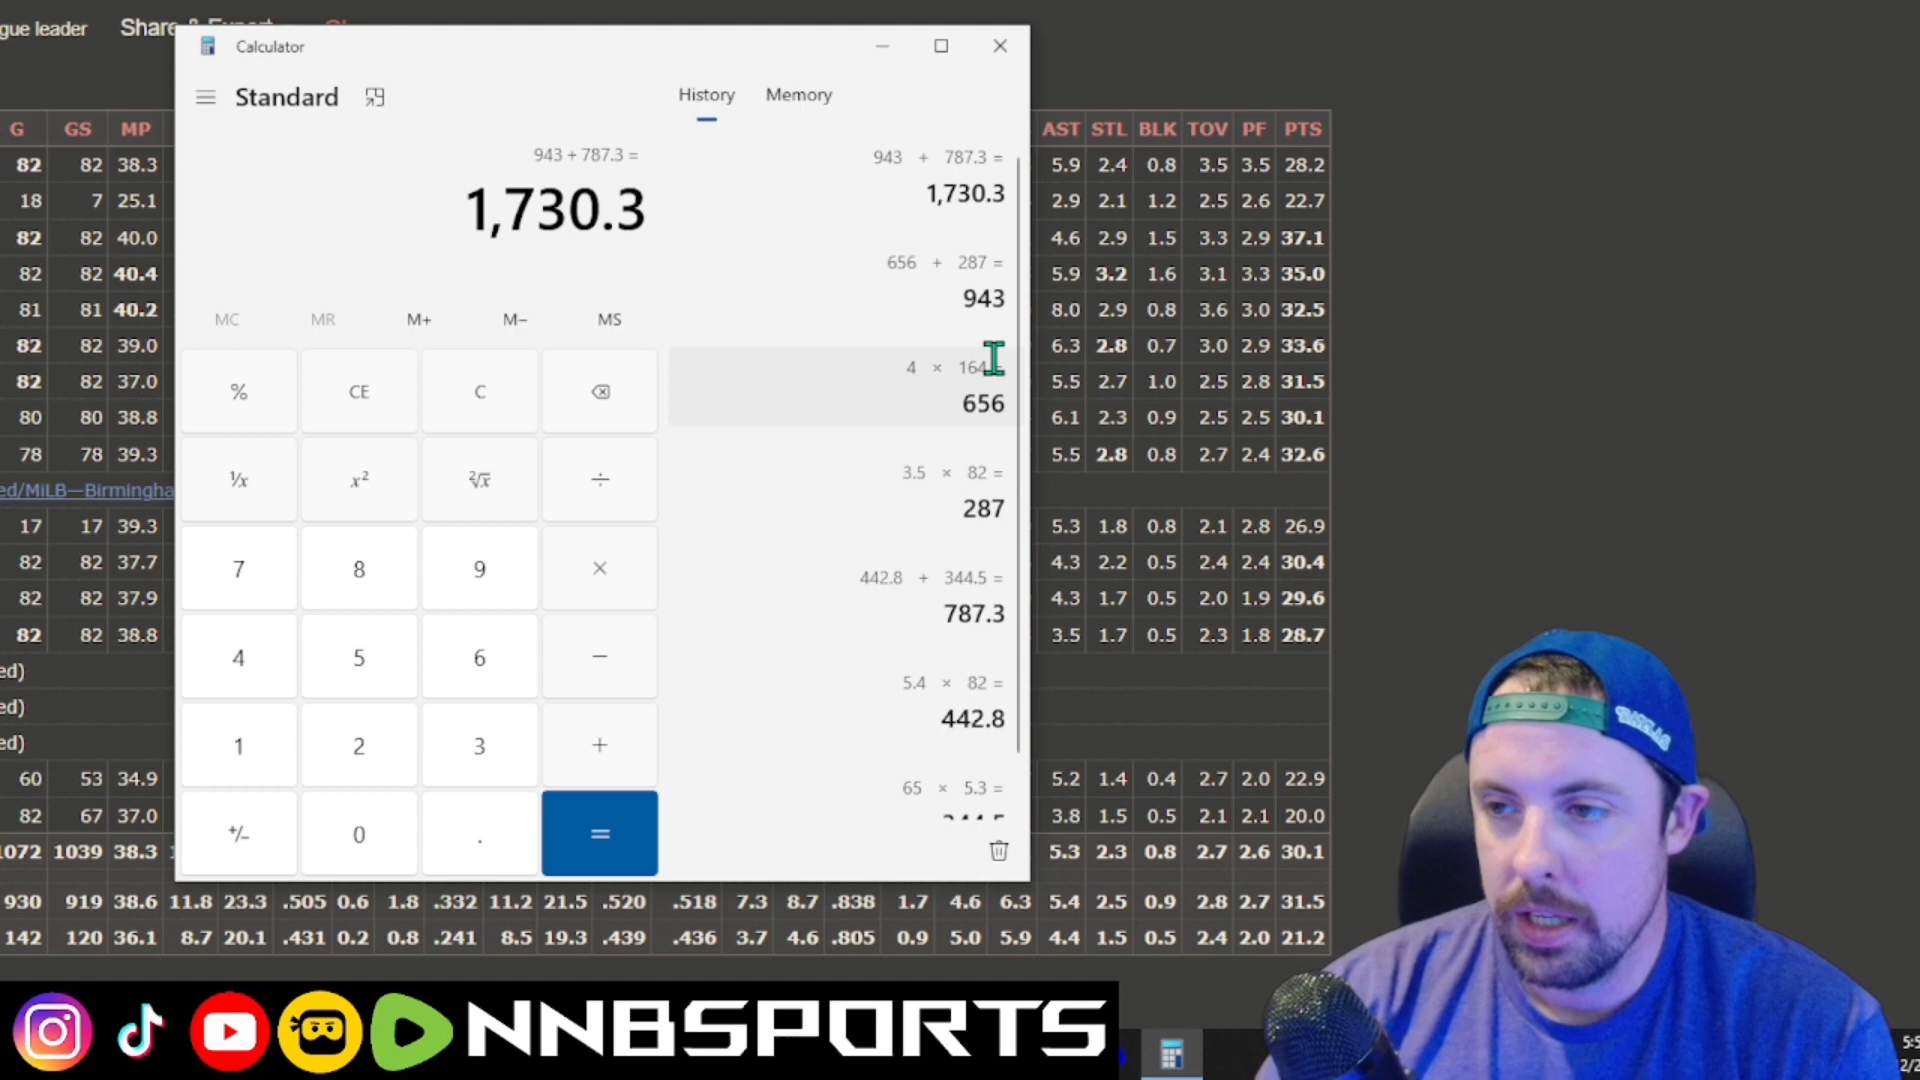 gue leader Share & Export
Calculator
Standard
History Memory
943 + 787.3 =
1,730.3
MC MR M+ M− MS
% CE C
¹/x x² ²√x ÷
7 8 9 ×
4 5 6 −
1 2 3 +
+/− 0 . =
943 + 787.3 =
1,730.3
656 + 287 =
943
4 × 164 =
656
3.5 × 82 =
287
442.8 + 344.5 =
787.3
5.4 × 82 =
442.8
65 × 5.3 =
344.5
G GS MP AST STL BLK TOV PF PTS
82 82 38.3 5.9 2.4 0.8 3.5 3.5 28.2
18 7 25.1 2.9 2.1 1.2 2.5 2.6 22.7
82 82 40.0 4.6 2.9 1.5 3.3 2.9 37.1
82 82 40.4 5.9 3.2 1.6 3.1 3.3 35.0
81 81 40.2 8.0 2.9 0.8 3.6 3.0 32.5
82 82 39.0 6.3 2.8 0.7 3.0 2.9 33.6
82 82 37.0 5.5 2.7 1.0 2.5 2.8 31.5
80 80 38.8 6.1 2.3 0.9 2.5 2.5 30.1
78 78 39.3 5.5 2.8 0.8 2.7 2.4 32.6
ed/MiLB—Birmingha
17 17 39.3 5.3 1.8 0.8 2.1 2.8 26.9
82 82 37.7 4.3 2.2 0.5 2.4 2.4 30.4
82 82 37.9 4.3 1.7 0.5 2.0 1.9 29.6
82 82 38.8 3.5 1.7 0.5 2.3 1.8 28.7
ed)
ed)
ed)
60 53 34.9 5.2 1.4 0.4 2.7 2.0 22.9
82 67 37.0 3.8 1.5 0.5 2.1 2.1 20.0
1072 1039 38.3 5.3 2.3 0.8 2.7 2.6 30.1
930 919 38.6 11.8 23.3 .505 0.6 1.8 .332 11.2 21.5 .520 .518 7.3 8.7 .838 1.7 4.6 6.3 5.4 2.5 0.9 2.8 2.7 31.5
142 120 36.1 8.7 20.1 .431 0.2 0.8 .241 8.5 19.3 .439 .436 3.7 4.6 .805 0.9 5.0 5.9 4.4 1.5 0.5 2.4 2.0 21.2
NNBSPORTS
5:5
2/2